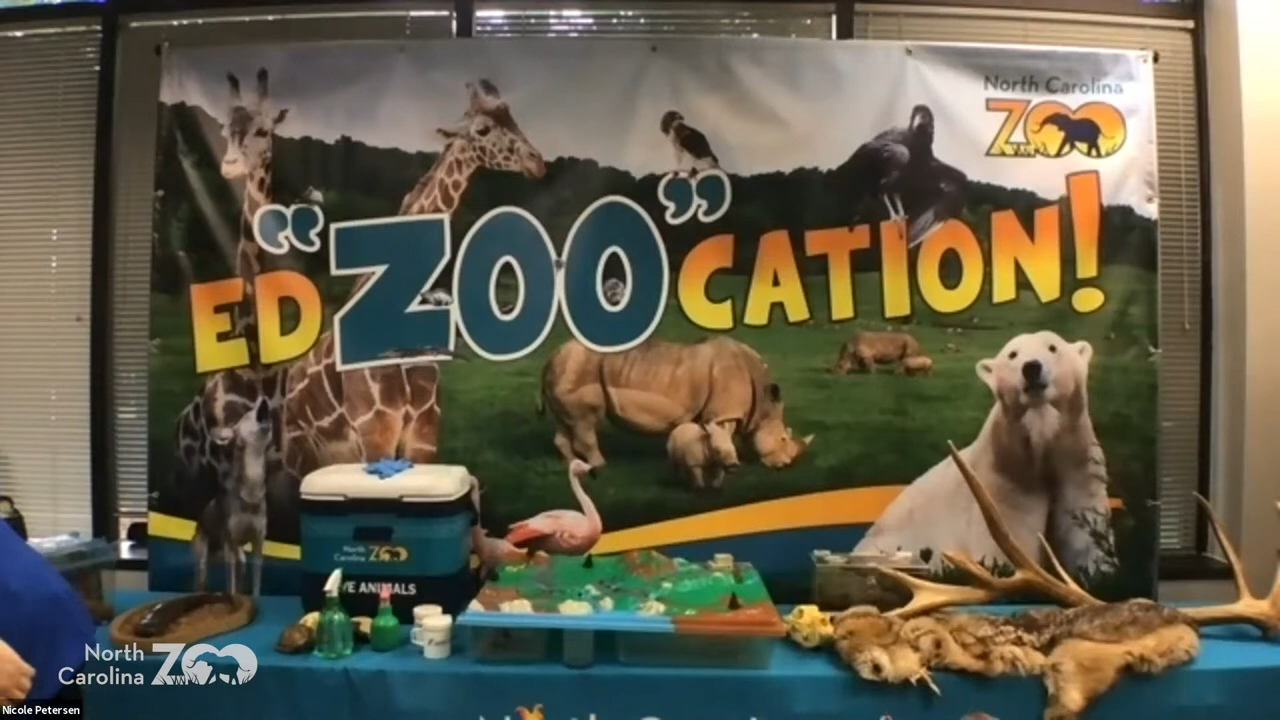 North Carolina
ZOO
ED"ZOO"CATION!
North Carolina ZOO
VE ANIMALS
North
Carolina ZOO
Nicole Petersen